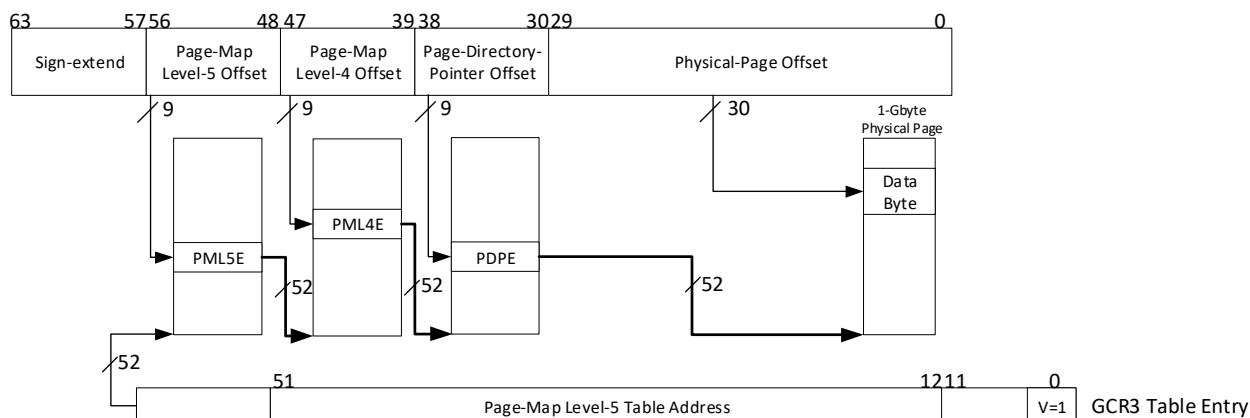 63 57 56 48 47 39 38 30 29 0
Sign-extend
Page-Map
Level-5 Offset
Page-Map
Level-4 Offset
Page-Directory-
Pointer Offset
Physical-Page Offset
9 9 9 30
1-Gbyte
Physical Page
Data
Byte
PML4E
PML5E
PDPE
52 52 52
52
51 12 11 0
Page-Map Level-5 Table Address
V=1
GCR3 Table Entry